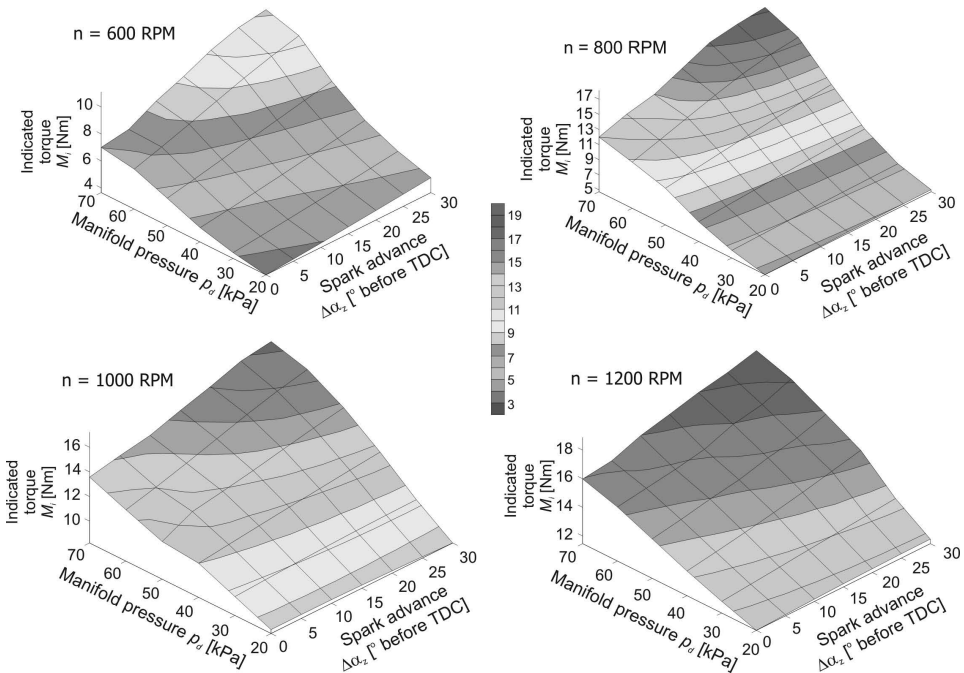 n = 600 RPM
Indicated
torque
Mᵢ [Nm]
10
8
6
4
70
60
50
40
30
20
Manifold pressure p_d [kPa]
0
5
10
15
20
25
30
Spark advance
Δα_z [° before TDC]
n = 800 RPM
Indicated
torque
Mᵢ [Nm]
17
15
13
11
9
7
5
70
60
50
40
30
20
Manifold pressure p_d [kPa]
0
5
10
15
20
25
30
Spark advance
Δα_z [° before TDC]
19
17
15
13
11
9
7
5
3
n = 1000 RPM
Indicated
torque
Mᵢ [Nm]
16
14
12
10
70
60
50
40
30
20
Manifold pressure p_d [kPa]
0
5
10
15
20
25
30
Spark advance
Δα_z [° before TDC]
n = 1200 RPM
Indicated
torque
Mᵢ [Nm]
18
16
14
12
70
60
50
40
30
20
Manifold pressure p_d [kPa]
0
5
10
15
20
25
30
Spark advance
Δα_z [° before TDC]